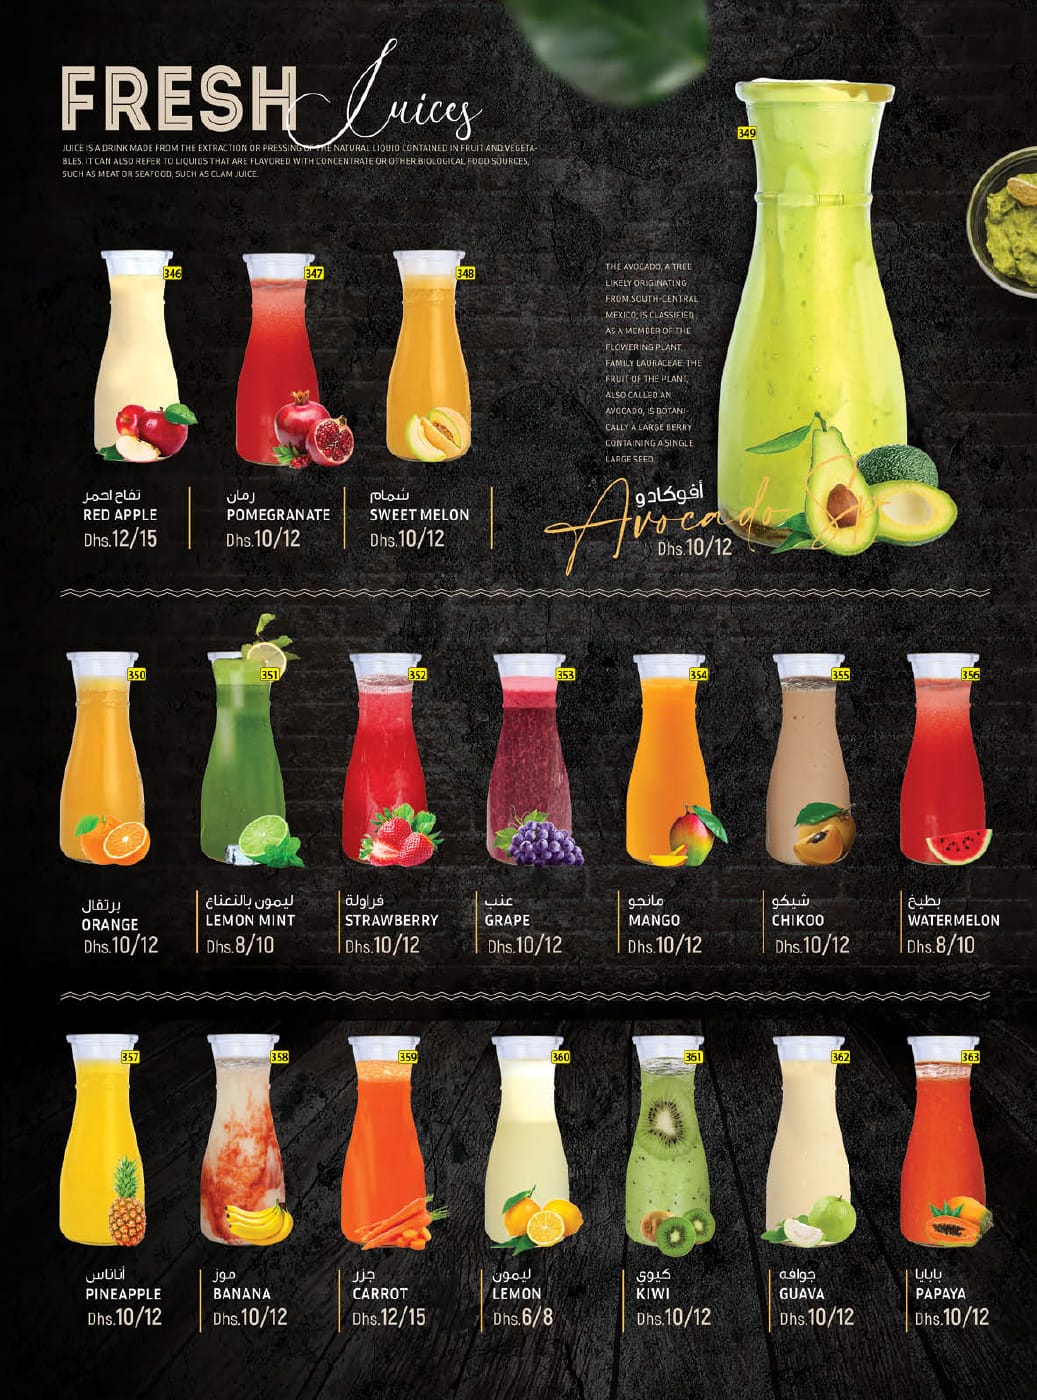 FRESH Juices
JUICE IS A DRINK MADE FROM THE EXTRACTION OR PRESSING OF THE NATURAL LIQUID CONTAINED IN FRUIT AND VEGETA-
BLES. IT CAN ALSO REFER TO LIQUIDS THAT ARE FLAVORED WITH CONCENTRATE OR OTHER BIOLOGICAL FOOD SOURCES,
SUCH AS MEAT OR SEAFOOD, SUCH AS CLAM JUICE.
346
تفاح احمر
RED APPLE
Dhs.12/15
347
رمان
POMEGRANATE
Dhs.10/12
348
شمام
SWEET MELON
Dhs.10/12
349
THE AVOCADO, A TREE
LIKELY ORIGINATING
FROM SOUTH-CENTRAL
MEXICO, IS CLASSIFIED
AS A MEMBER OF THE
FLOWERING PLANT
FAMILY LAURACEAE. THE
FRUIT OF THE PLANT,
ALSO CALLED AN
AVOCADO, IS BOTANI-
CALLY A LARGE BERRY
CONTAINING A SINGLE
LARGE SEED.
أفوكادو
Avocado
Dhs.10/12
350
برتقال
ORANGE
Dhs.10/12
351
ليمون بالنعناع
LEMON MINT
Dhs.8/10
352
فراولة
STRAWBERRY
Dhs.10/12
353
عنب
GRAPE
Dhs.10/12
354
مانجو
MANGO
Dhs.10/12
355
شيكو
CHIKOO
Dhs.10/12
356
بطيخ
WATERMELON
Dhs.8/10
357
أناناس
PINEAPPLE
Dhs.10/12
358
موز
BANANA
Dhs.10/12
359
جزر
CARROT
Dhs.12/15
360
ليمون
LEMON
Dhs.6/8
361
كيوي
KIWI
Dhs.10/12
362
جوافه
GUAVA
Dhs.10/12
363
بابايا
PAPAYA
Dhs.10/12